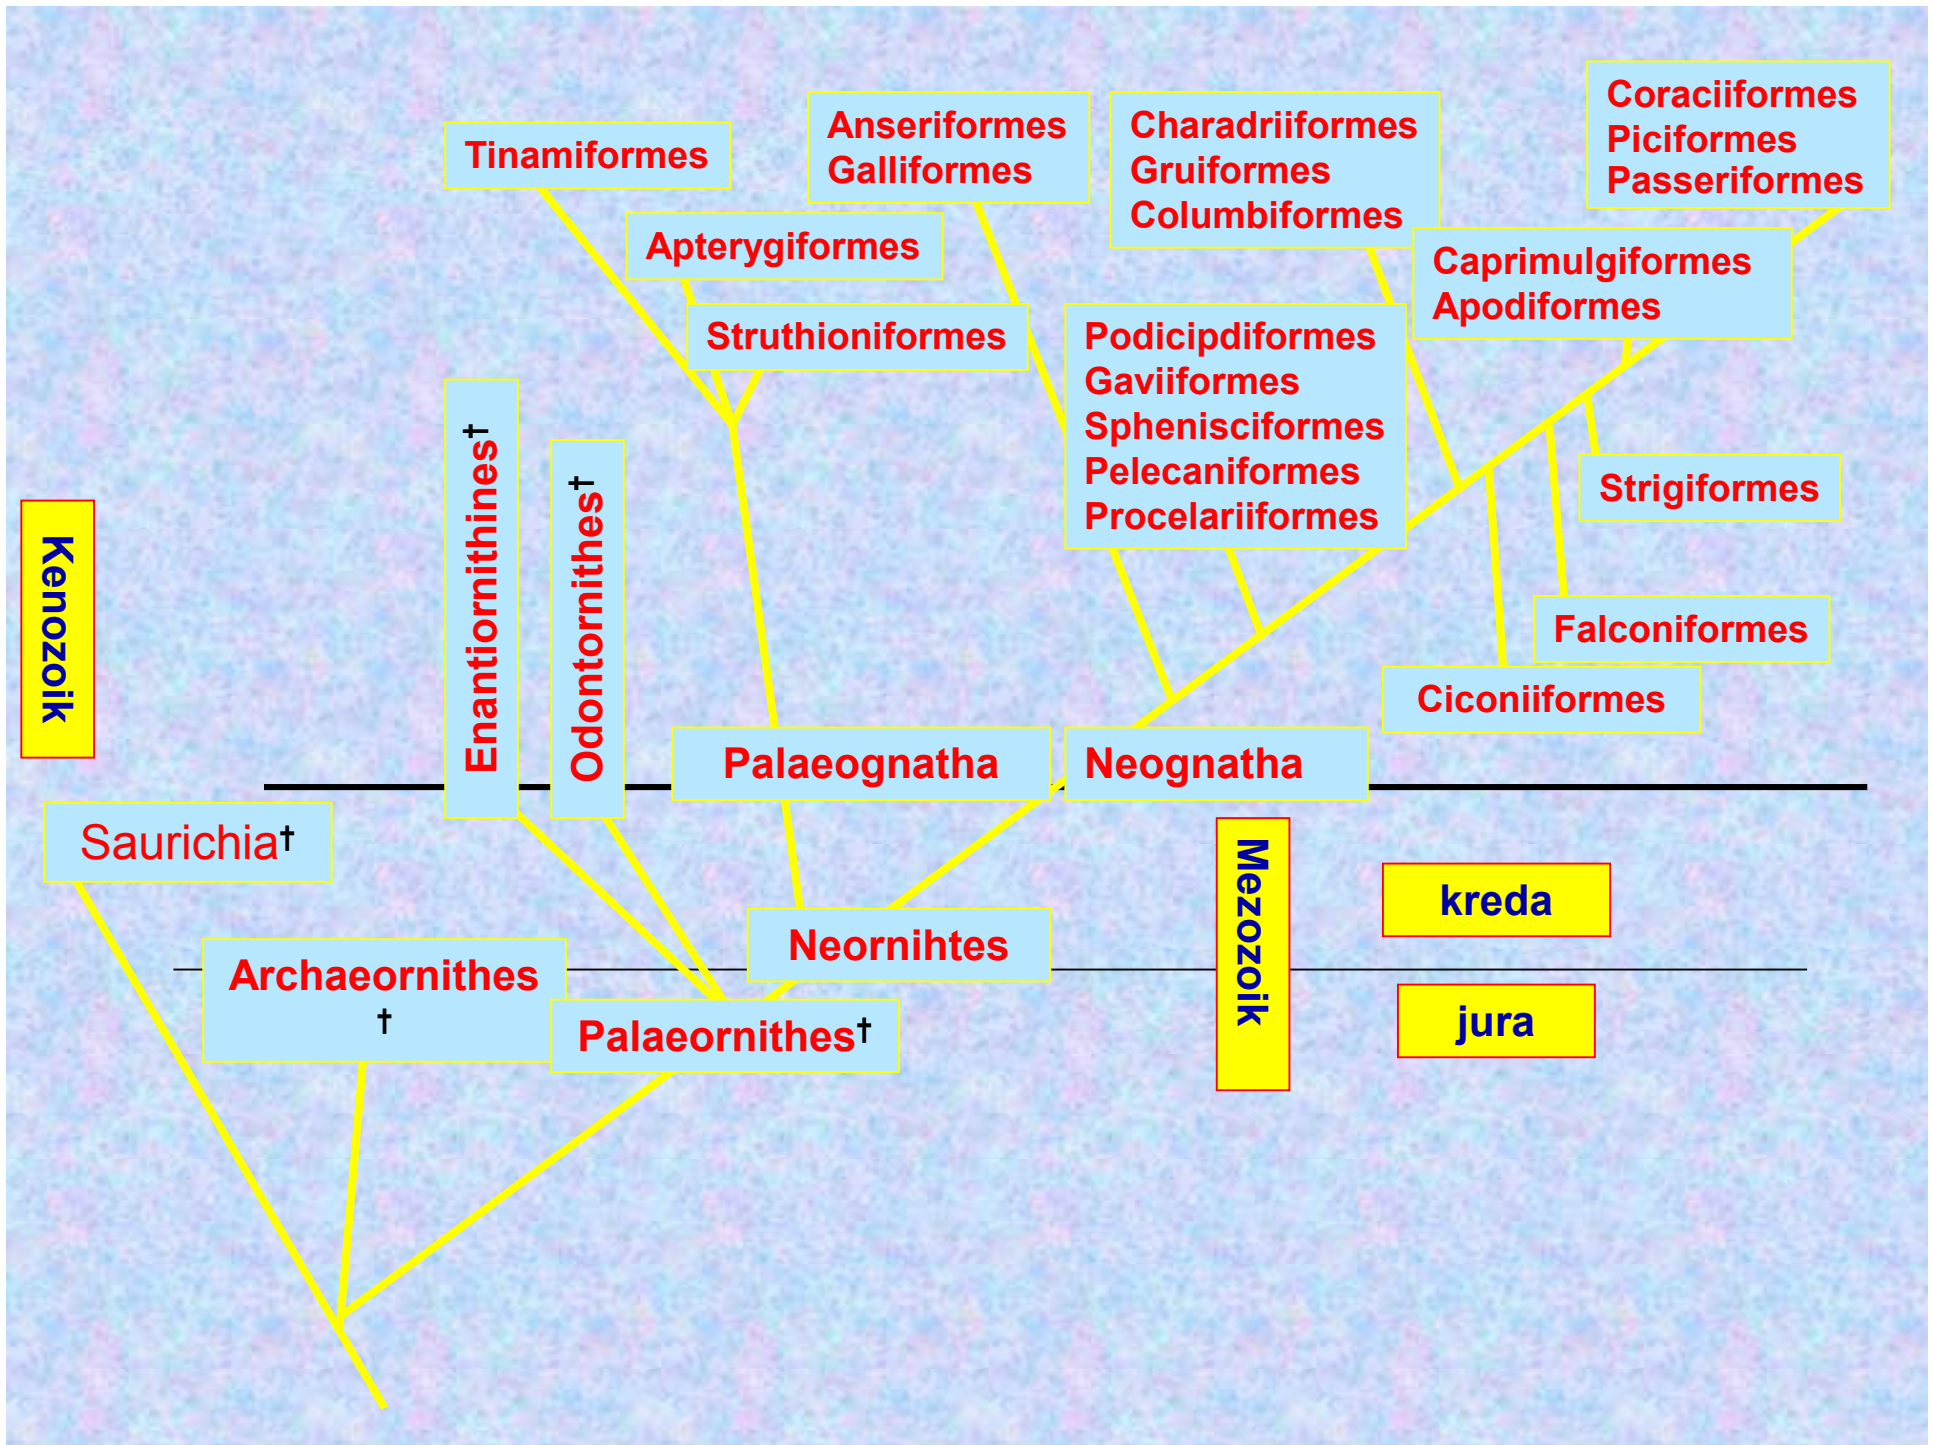 Coraciiformes
Piciformes
Passeriformes
Anseriformes
Galliformes
Charadriiformes
Gruiformes
Columbiformes
Tinamiformes
Apterygiformes
Caprimulgiformes
Apodiformes
Struthioniformes
Podicipdiformes
Gaviiformes
Sphenisciformes
Pelecaniformes
Procelariiformes
Enantiornithines†
Odontornithes†
Strigiformes
Kenozoik
Falconiformes
Ciconiiformes
Palaeognatha
Neognatha
Saurichia†
Mezozoik
kreda
Neornihtes
Archaeornithes
†
jura
Palaeornithes†